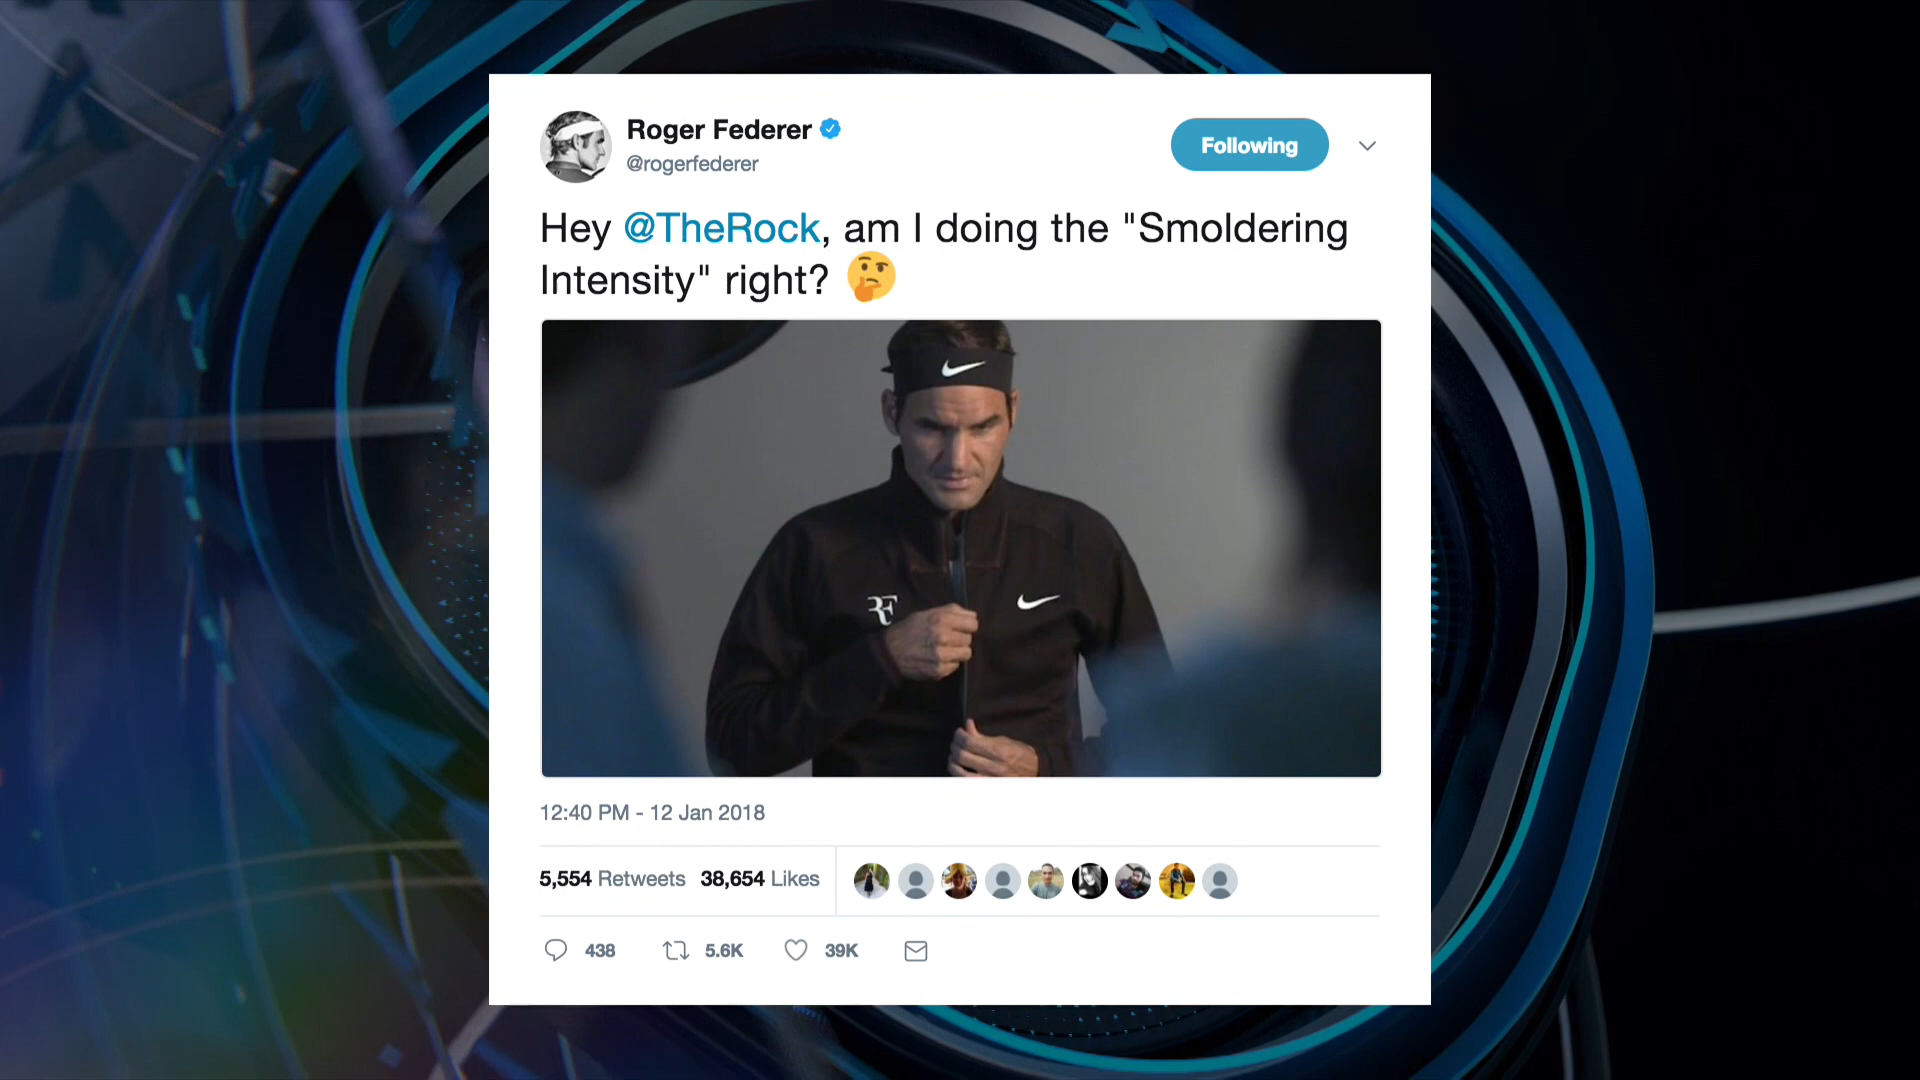 Roger Federer
@rogerfederer
Following
Hey @TheRock, am I doing the "Smoldering
Intensity" right? 🤔
RF
12:40 PM - 12 Jan 2018
5,554 Retweets 38,654 Likes
438 5.6K 39K